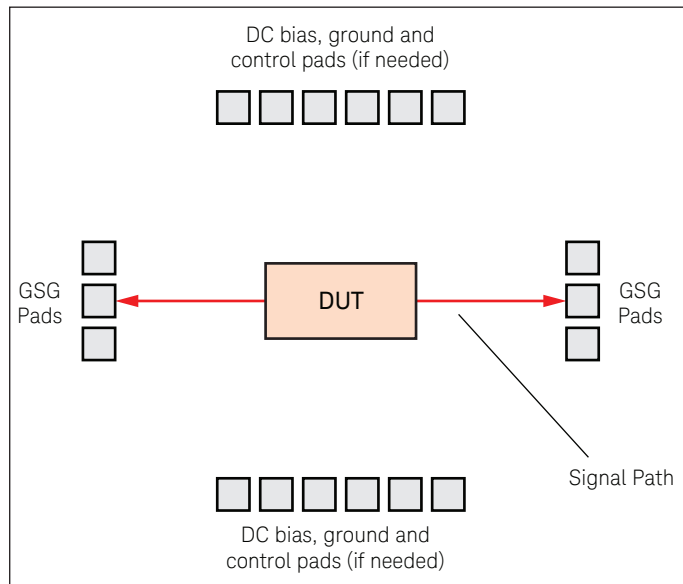 DC bias, ground and
control pads (if needed)
GSG
Pads
DUT
GSG
Pads
Signal Path
DC bias, ground and
control pads (if needed)